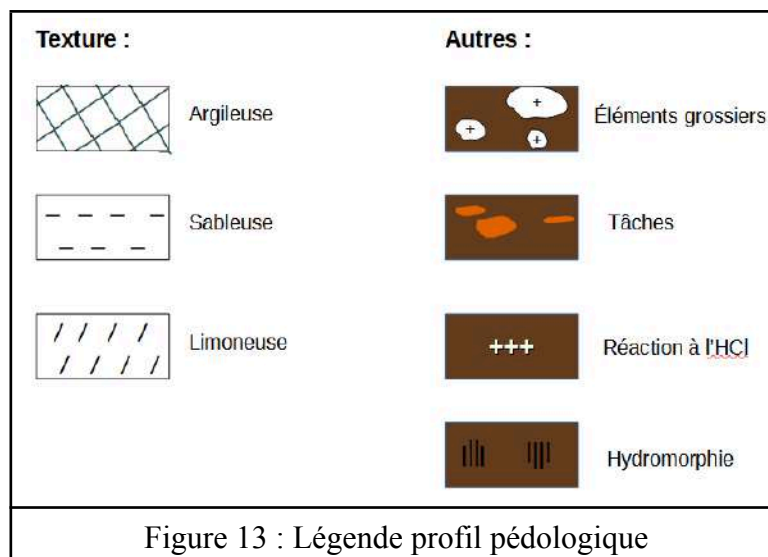 Texture :
Argileuse
Sableuse
Limoneuse
Autres :
+
+
+
Éléments grossiers
Tâches
+++
Réaction à l'HCl
Hydromorphie
Figure 13 : Légende profil pédologique